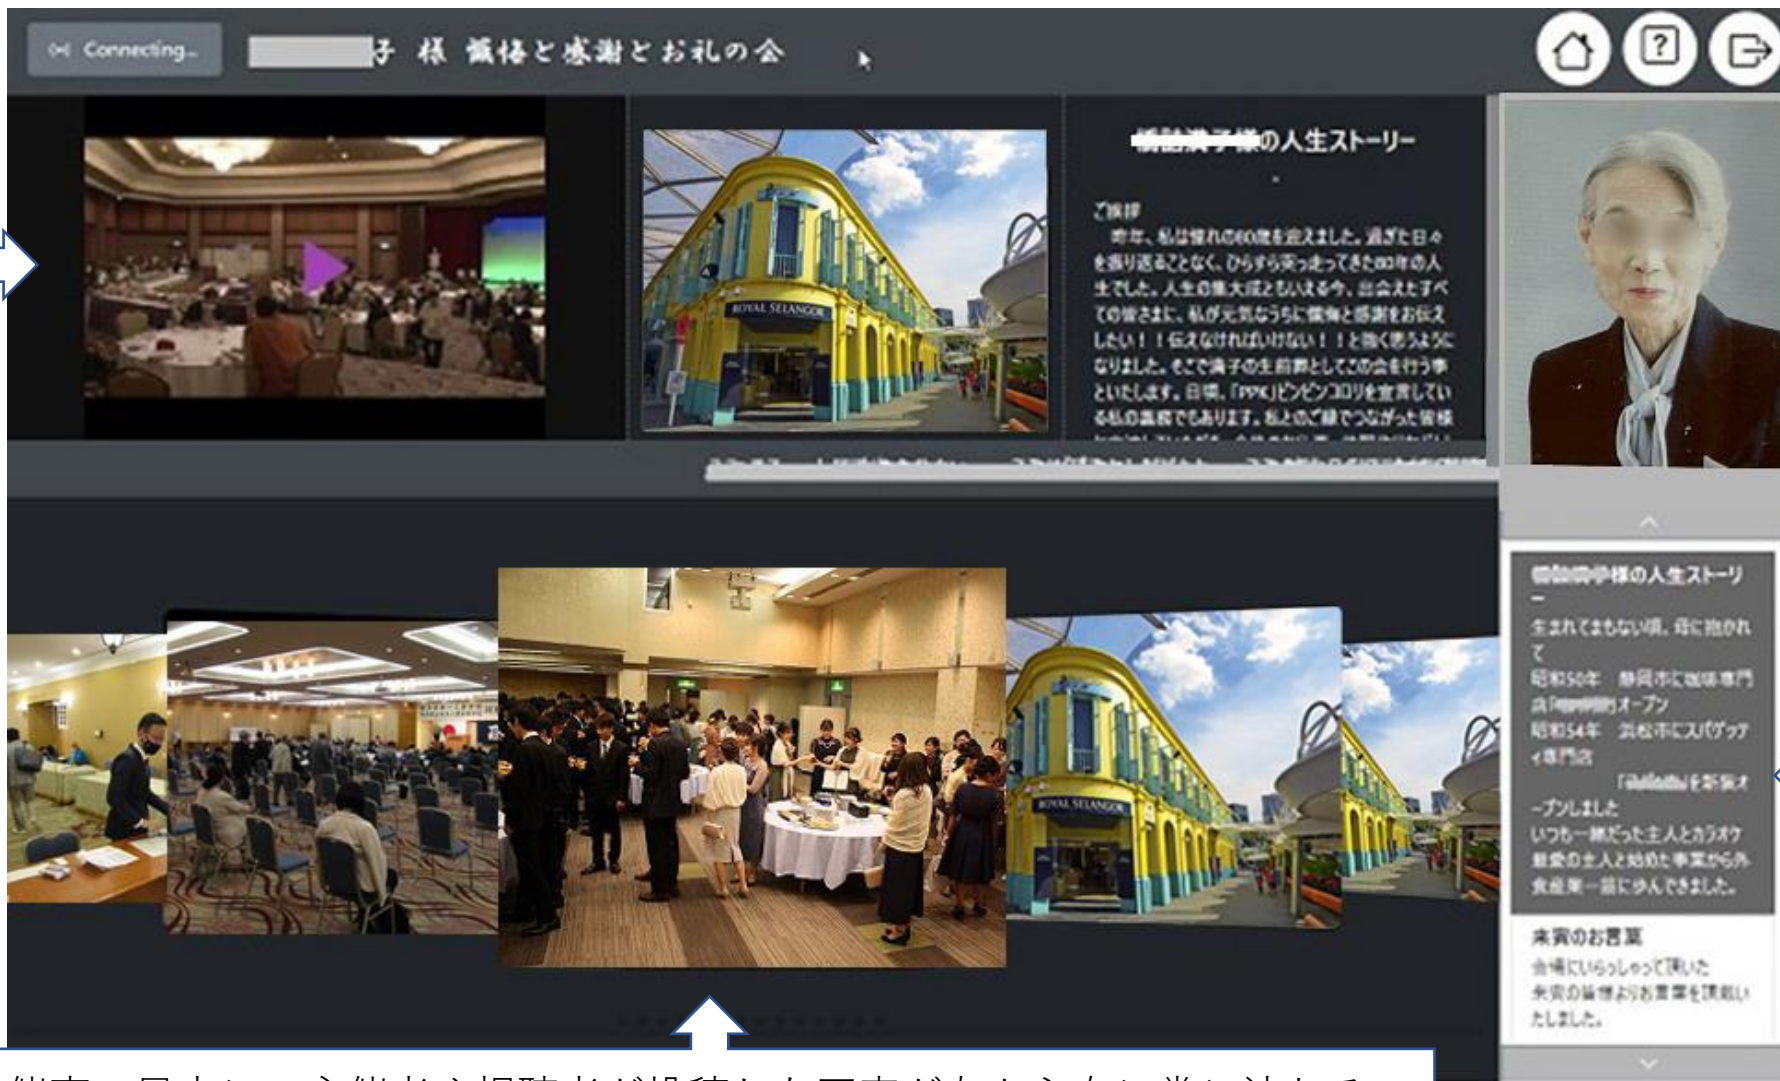 Connecting...
子 様 懺悔と感謝とお礼の会
?
の人生ストーリー
ご挨拶
昨年、私は憧れの80歳を迎えました。過ぎた日々
を振り返ることなく、ひらすら突っ走ってきた80年の人
生でした。人生の集大成ともいえる今、出会えたすべ
ての皆さまに、私が元気なうちに懺悔と感謝をお伝え
したい！！伝えなければいけない！！と強く思うように
なりました。そこで満子の生前葬としてこの会を行う事
といたします。日頃、「PPK」ピンピンコロリを宣言してい
る私の義務でもあります。私とのご縁でつながった皆様
ROYAL SELANGOR
ROYAL SELANGOR
様の人生ストーリ
ー
生まれてまもない頃、母に抱かれ
て
昭和50年 静岡市に珈琲専門
店「 オープン
昭和54年 浜松市にスパゲッテ
ィ専門店
を新装オ
ープンしました
いつも一緒だった主人とカラオケ
最愛の主人と始めた事業から外
食産業一筋に歩んできました。
来賓のお言葉
会場にいらっしゃって頂いた
来賓の皆様よりお言葉を頂戴い
たしました。